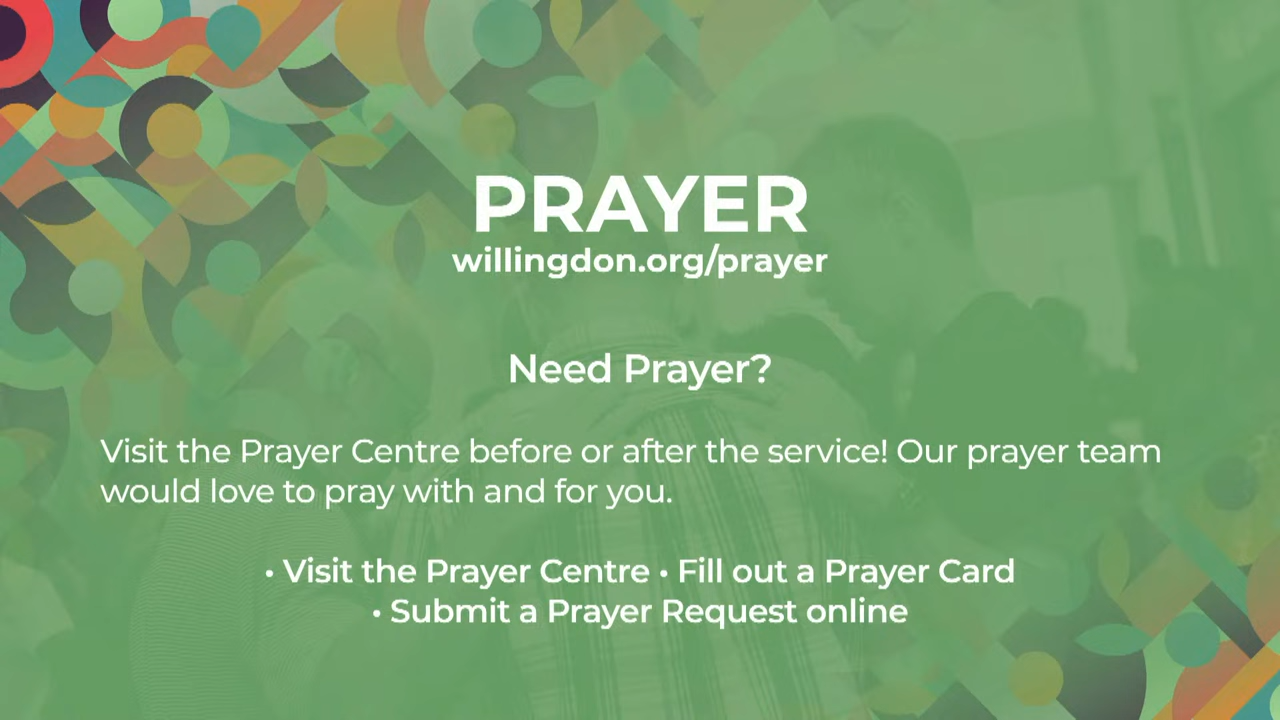 PRAYER
willingdon.org/prayer
Need Prayer?
Visit the Prayer Centre before or after the service! Our prayer team
would love to pray with and for you.
• Visit the Prayer Centre • Fill out a Prayer Card
• Submit a Prayer Request online